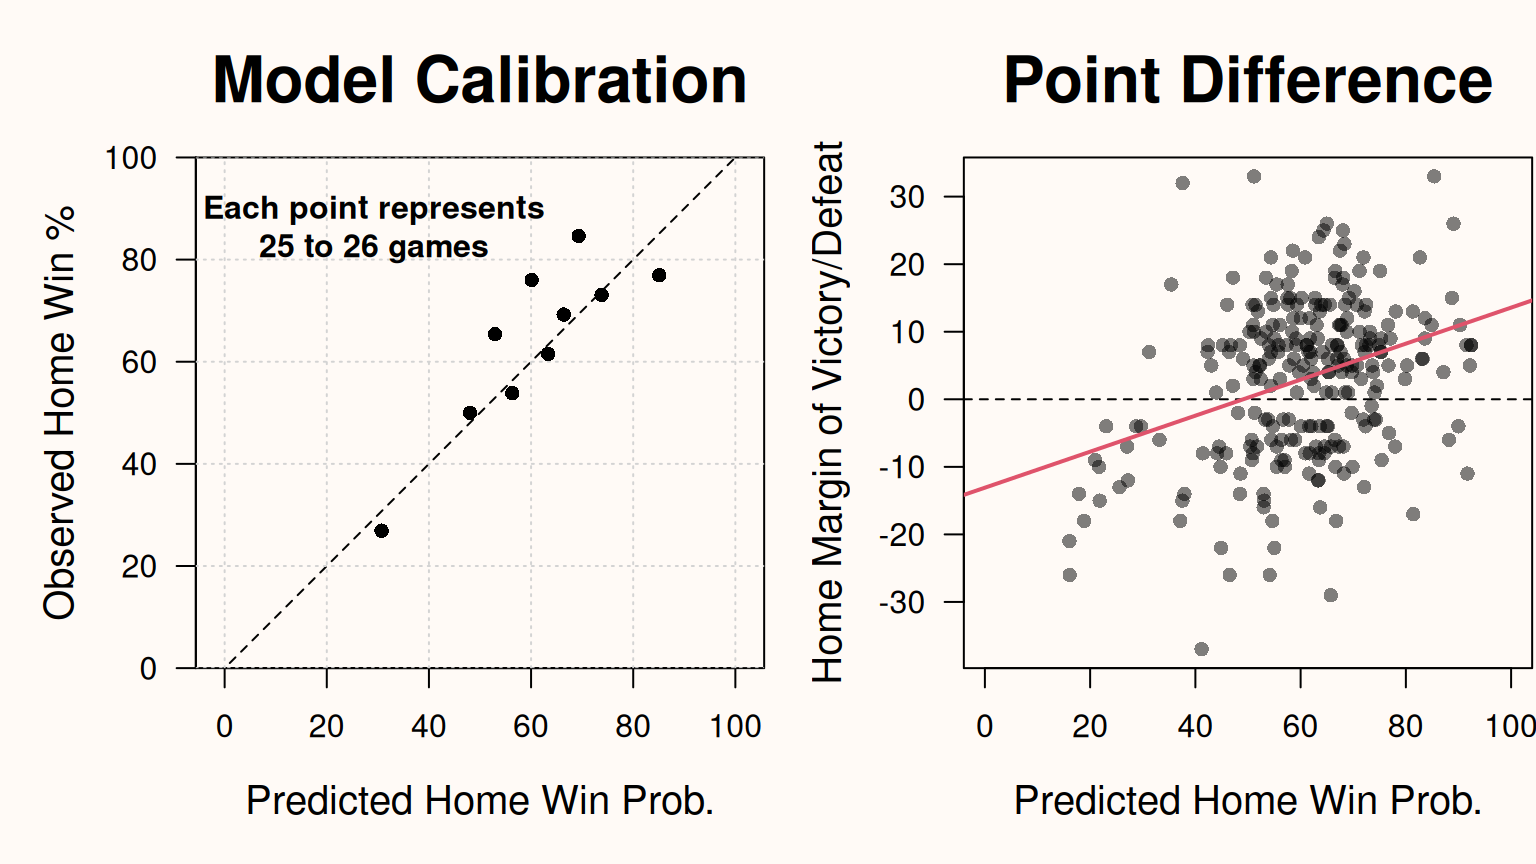 Model Calibration
Observed Home Win %
100
80
60
40
20
0
Each point represents
25 to 26 games
0 20 40 60 80 100
Predicted Home Win Prob.
Point Difference
Home Margin of Victory/Defeat
30
20
10
0
-10
-20
-30
0 20 40 60 80 100
Predicted Home Win Prob.